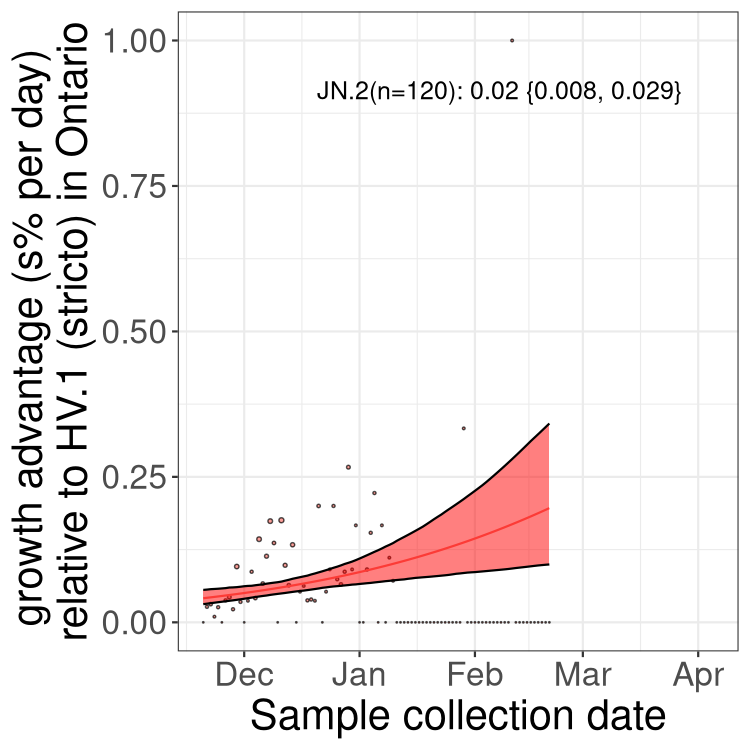 growth advantage (s% per day)
relative to HV.1 (stricto) in Ontario
1.00
0.75
0.50
0.25
0.00
JN.2(n=120): 0.02 {0.008, 0.029}
Dec Jan Feb Mar Apr
Sample collection date